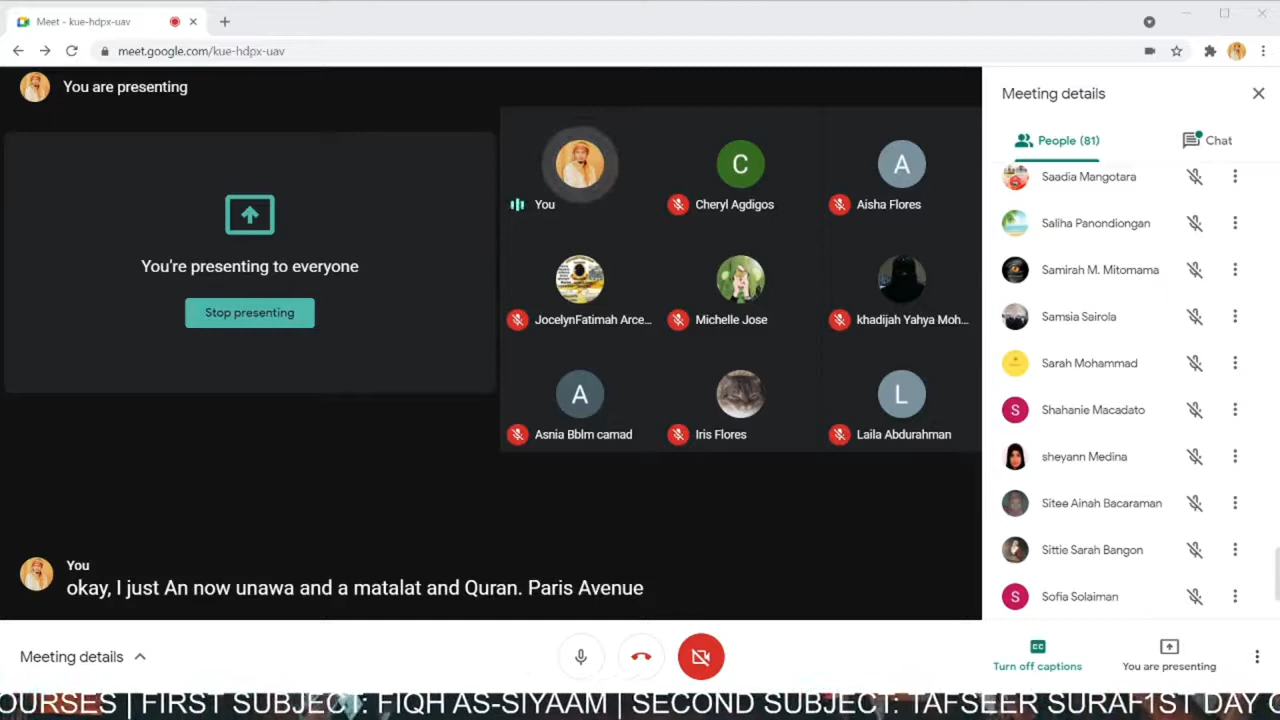 Meet - kue-hdpx-uav
meet.google.com/kue-hdpx-uav
You are presenting
Meeting details
People (81)
Chat
You're presenting to everyone
Stop presenting
You
C
Cheryl Agdigos
A
Aisha Flores
JocelynFatimah Arce...
Michelle Jose
khadijah Yahya Moh...
A
Asnia Bblm camad
Iris Flores
L
Laila Abdurahman
Saadia Mangotara
Saliha Panondiongan
Samirah M. Mitomama
Samsia Sairola
Sarah Mohammad
S
Shahanie Macadato
sheyann Medina
Sitee Ainah Bacaraman
Sittie Sarah Bangon
S
Sofia Solaiman
You
okay, I just An now unawa and a matalat and Quran. Paris Avenue
Meeting details
CC
Turn off captions
You are presenting
OURSES | FIRST SUBJECT: FIQH AS-SIYAAM | SECOND SUBJECT: TAFSEER SURAF1ST DAY